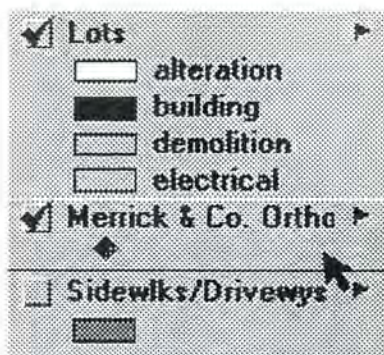 Lots
alteration
building
demolition
electrical
Merrick & Co. Ortho
Sidewlks/Drivewys